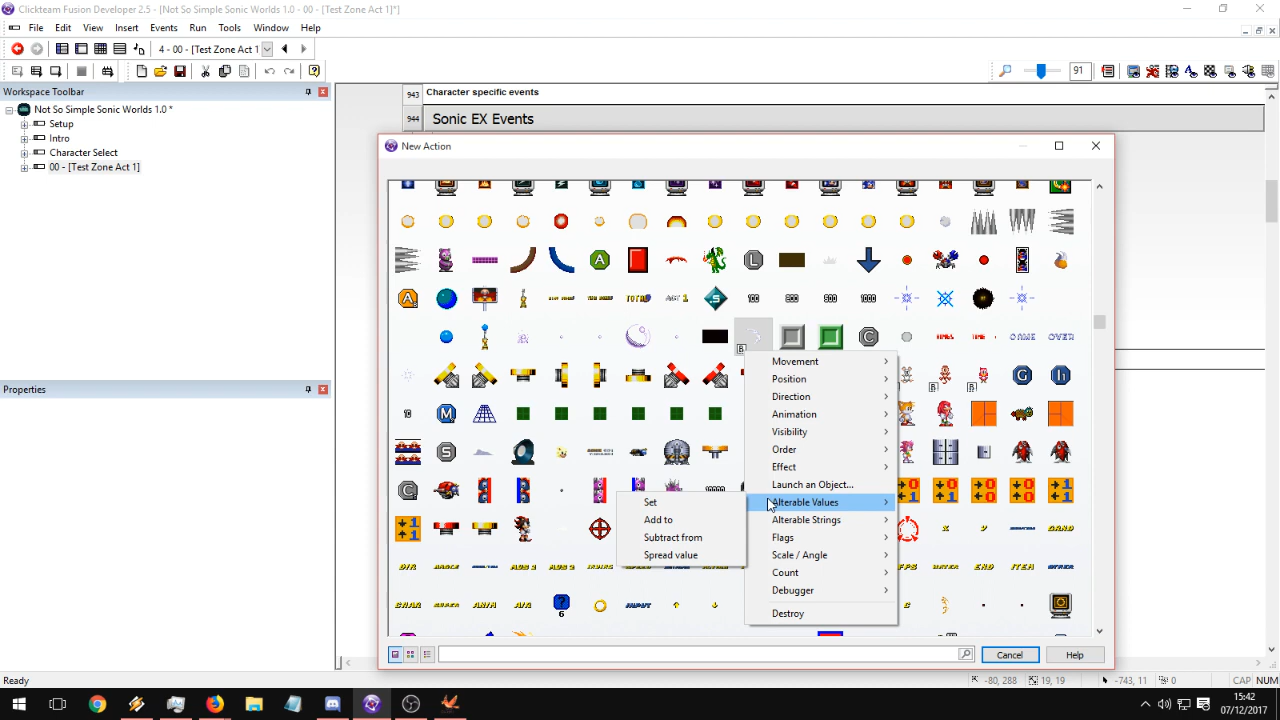 Clickteam Fusion Developer 2.5 - [Not So Simple Sonic Worlds 1.0 - 00 - [Test Zone Act 1]*]
File Edit View Insert Events Run Tools Window Help
4 - 00 - [Test Zone Act 1
91
Workspace Toolbar
Not So Simple Sonic Worlds 1.0 *
Setup
Intro
Character Select
00 - [Test Zone Act 1]
Properties
943 Character specific events
944 Sonic EX Events
New Action
Movement
Position
Direction
Animation
Visibility
Order
Effect
Launch an Object...
Alterable Values
Alterable Strings
Flags
Scale / Angle
Count
Debugger
Destroy
Set
Add to
Subtract from
Spread value
Cancel
Help
Ready
-80, 288
19, 19
-743, 11
0
CAP NUM
15:42
07/12/2017